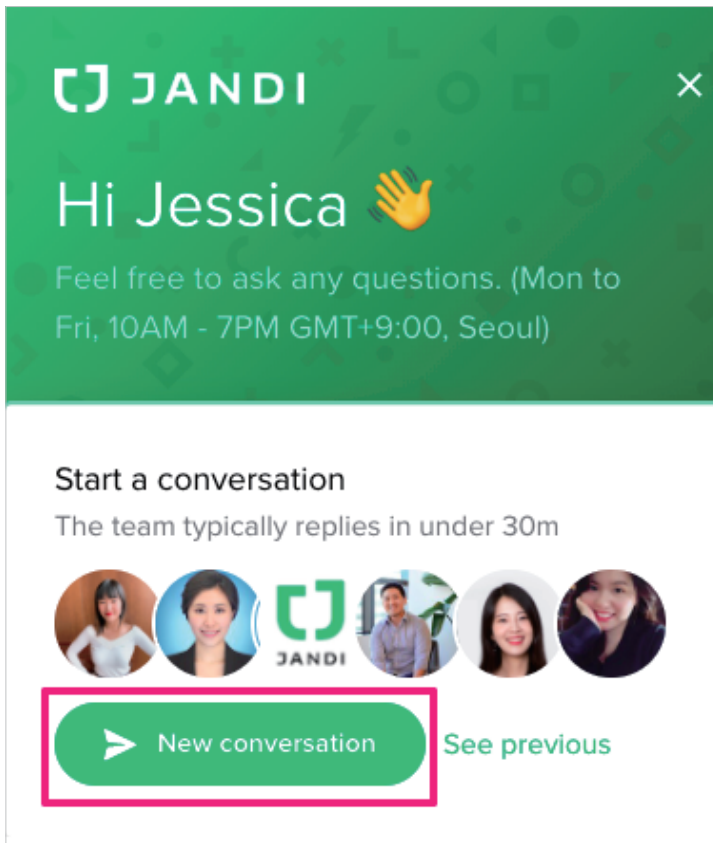 JANDI
Hi Jessica 👋
Feel free to ask any questions. (Mon to
Fri, 10AM - 7PM GMT+9:00, Seoul)
Start a conversation
The team typically replies in under 30m
JANDI
New conversation
See previous